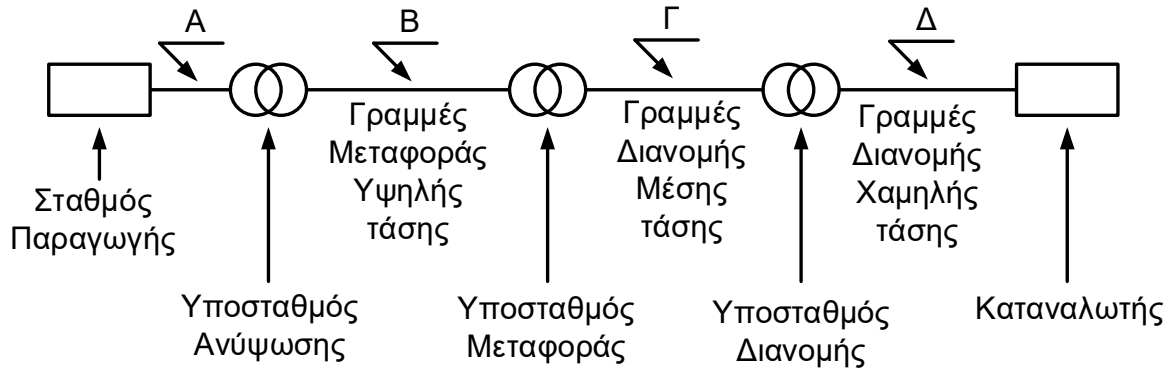 Α
Β
Γ
Δ
Γραμμές
Μεταφοράς
Υψηλής
τάσης
Γραμμές
Διανομής
Μέσης
τάσης
Γραμμές
Διανομής
Χαμηλής
τάσης
Σταθμός
Παραγωγής
Υποσταθμός
Ανύψωσης
Υποσταθμός
Μεταφοράς
Υποσταθμός
Διανομής
Καταναλωτής